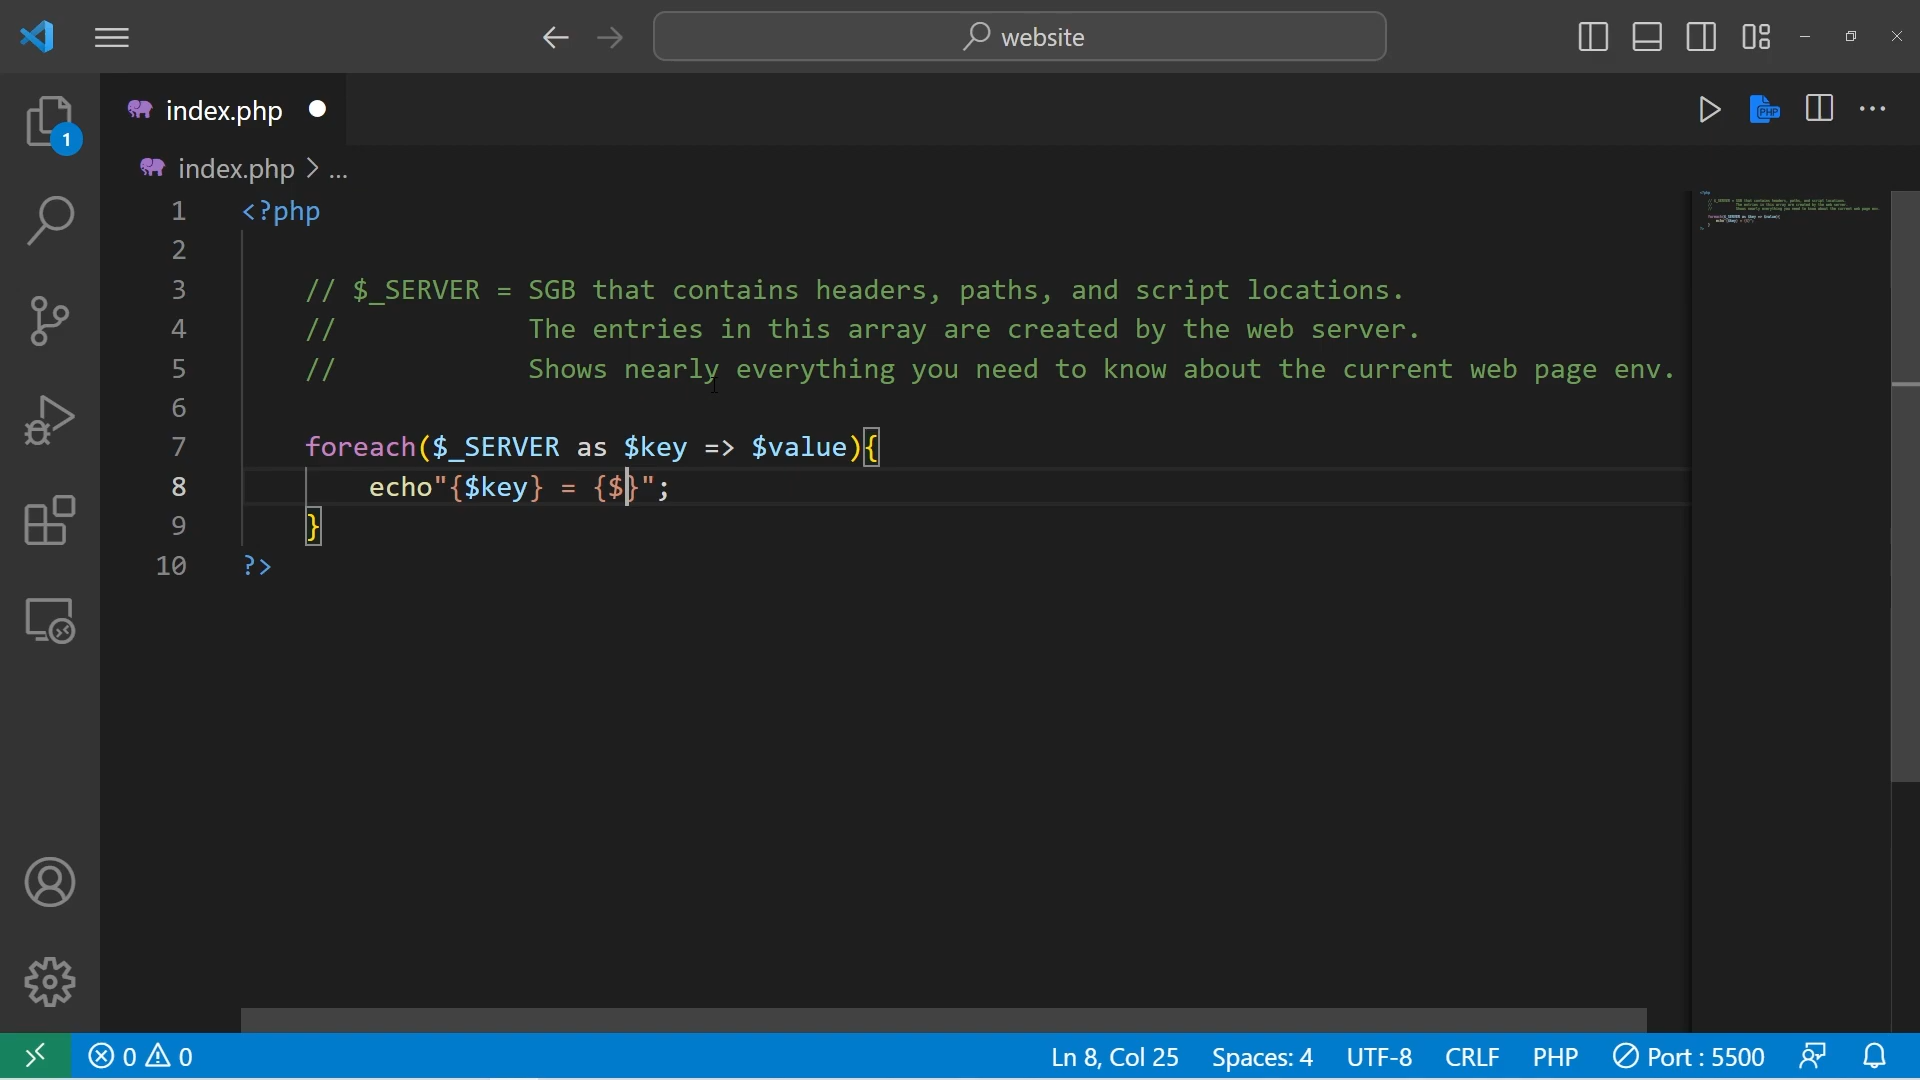 website
index.php
1
index.php > ...
1 <?php
2
3 // $_SERVER = SGB that contains headers, paths, and script locations.
4 // The entries in this array are created by the web server.
5 // Shows nearly everything you need to know about the current web page env.
6
7 foreach($_SERVER as $key => $value){
8 echo"{$key} = {$}";
9 }
10 ?>
0 0 Ln 8, Col 25 Spaces: 4 UTF-8 CRLF PHP Port : 5500